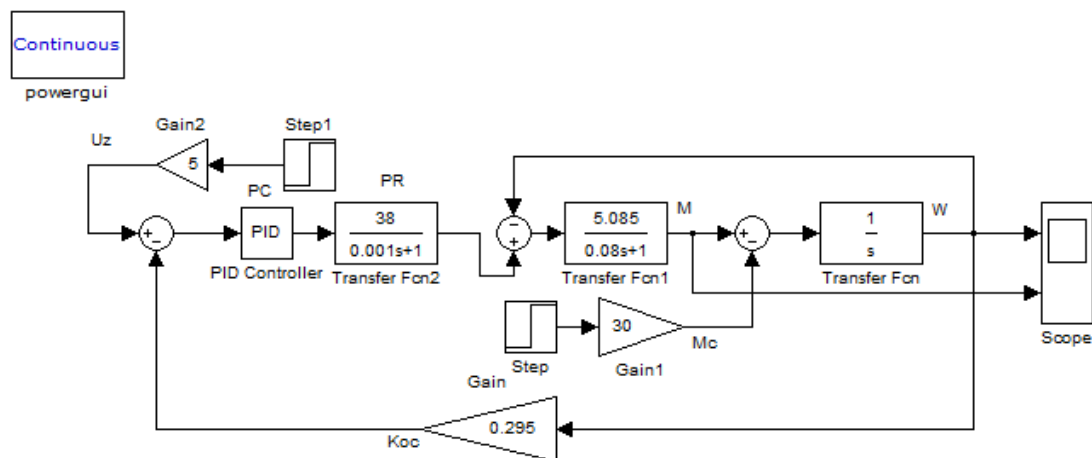 Continuous
powergui
Gain2
Step1
Uz
5
PC
PR
PID
PID Controller
38
0.001s+1
Transfer Fcn2
+
-
-
+
5.085
0.08s+1
Transfer Fcn1
M
+
-
1
s
Transfer Fcn
W
Scope
Step
30
Gain1
Mc
Gain
0.295
Koc